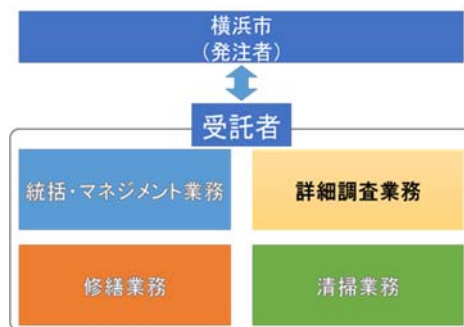 横浜市
(発注者)
受託者
統括・マネジメント業務
詳細調査業務
修繕業務
清掃業務